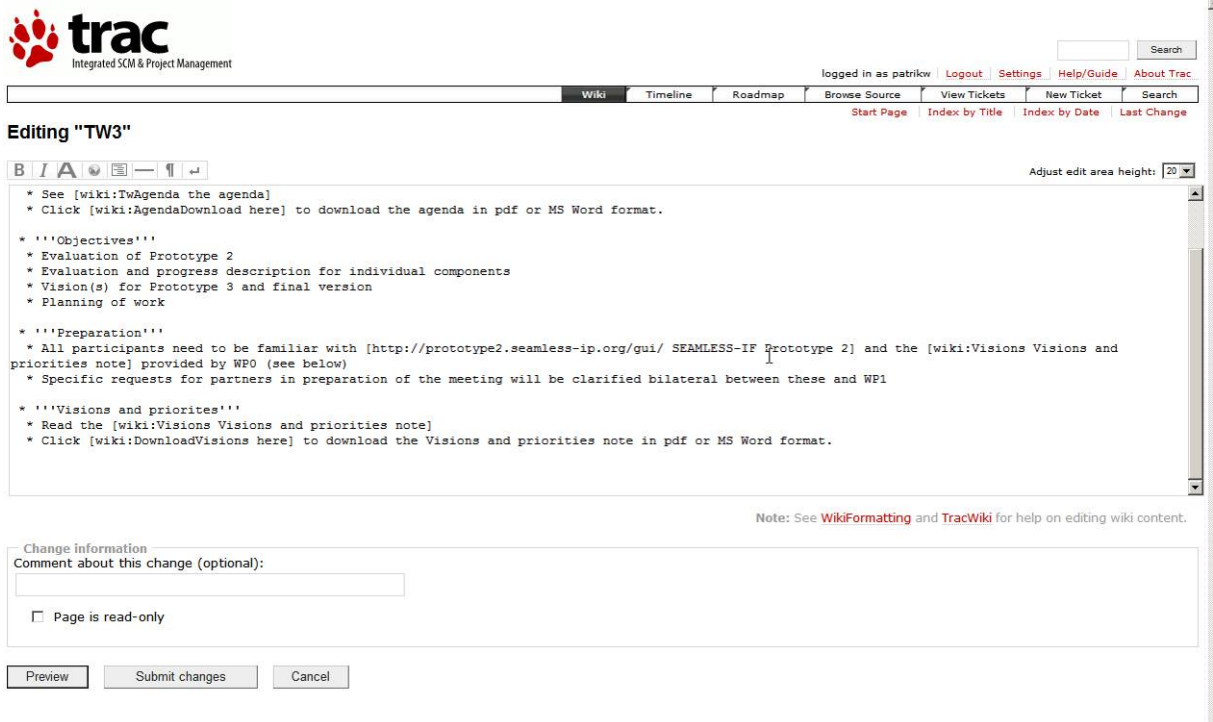 trac
Integrated SCM & Project Management
Search
logged in as patrikw Logout Settings Help/Guide About Trac
Wiki Timeline Roadmap Browse Source View Tickets New Ticket Search
Start Page Index by Title Index by Date Last Change
Editing "TW3"
B I A ¶ ↵
Adjust edit area height: 20
* See [wiki:TwAgenda the agenda]
* Click [wiki:AgendaDownload here] to download the agenda in pdf or MS Word format.
* '''Objectives'''
* Evaluation of Prototype 2
* Evaluation and progress description for individual components
* Vision(s) for Prototype 3 and final version
* Planning of work
* '''Preparation'''
* All participants need to be familiar with [http://prototype2.seamless-ip.org/gui/ SEAMLESS-IF Prototype 2] and the [wiki:Visions Visions and
priorities note] provided by WP0 (see below)
* Specific requests for partners in preparation of the meeting will be clarified bilateral between these and WP1
* '''Visions and priorites'''
* Read the [wiki:Visions Visions and priorities note]
* Click [wiki:DownloadVisions here] to download the Visions and priorities note in pdf or MS Word format.
Note: See WikiFormatting and TracWiki for help on editing wiki content.
Change information
Comment about this change (optional):
Page is read-only
Preview Submit changes Cancel